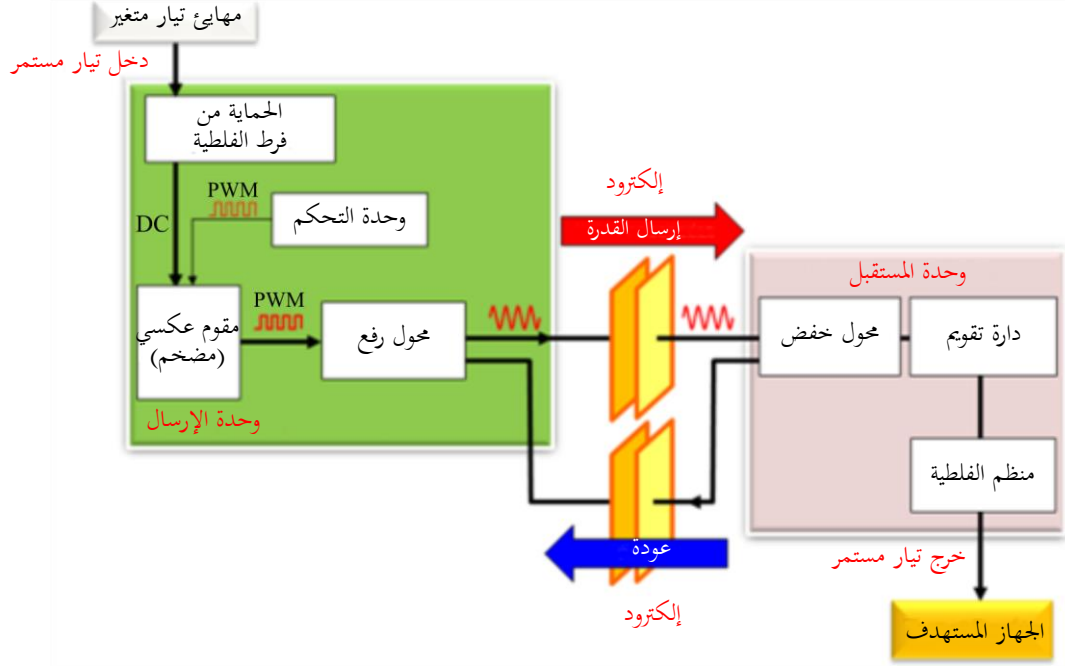 مهايئ تيار متغير
دخل تيار مستمر
الحماية من
فرط الفلطية
PWM
وحدة التحكم
DC
إلكترود
إرسال القدرة
وحدة المستقبل
PWM
مقوم عكسي
(مضخم)
محول رفع
محول خفض
دارة تقويم
وحدة الإرسال
منظم الفلطية
عودة
خرج تيار مستمر
إلكترود
الجهاز المستهدف